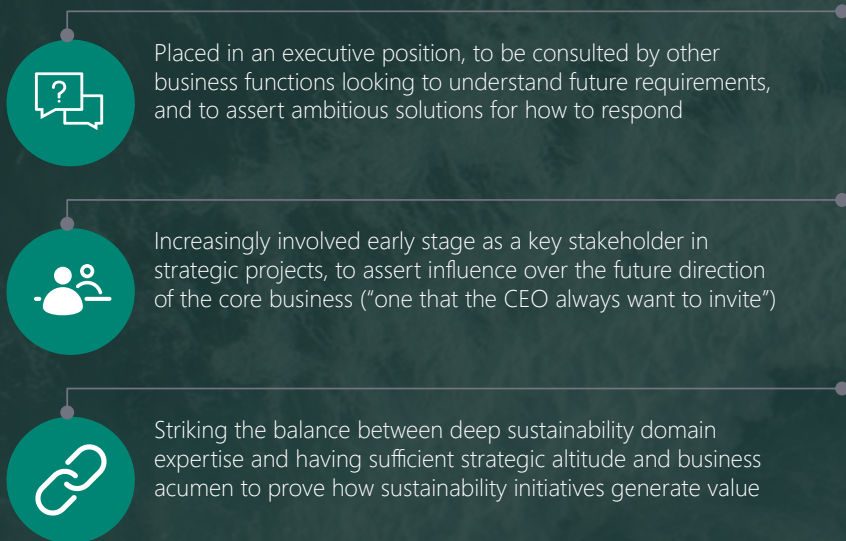 ?
Placed in an executive position, to be consulted by other
business functions looking to understand future requirements,
and to assert ambitious solutions for how to respond
Increasingly involved early stage as a key stakeholder in
strategic projects, to assert influence over the future direction
of the core business (“one that the CEO always want to invite”)
Striking the balance between deep sustainability domain
expertise and having sufficient strategic altitude and business
acumen to prove how sustainability initiatives generate value